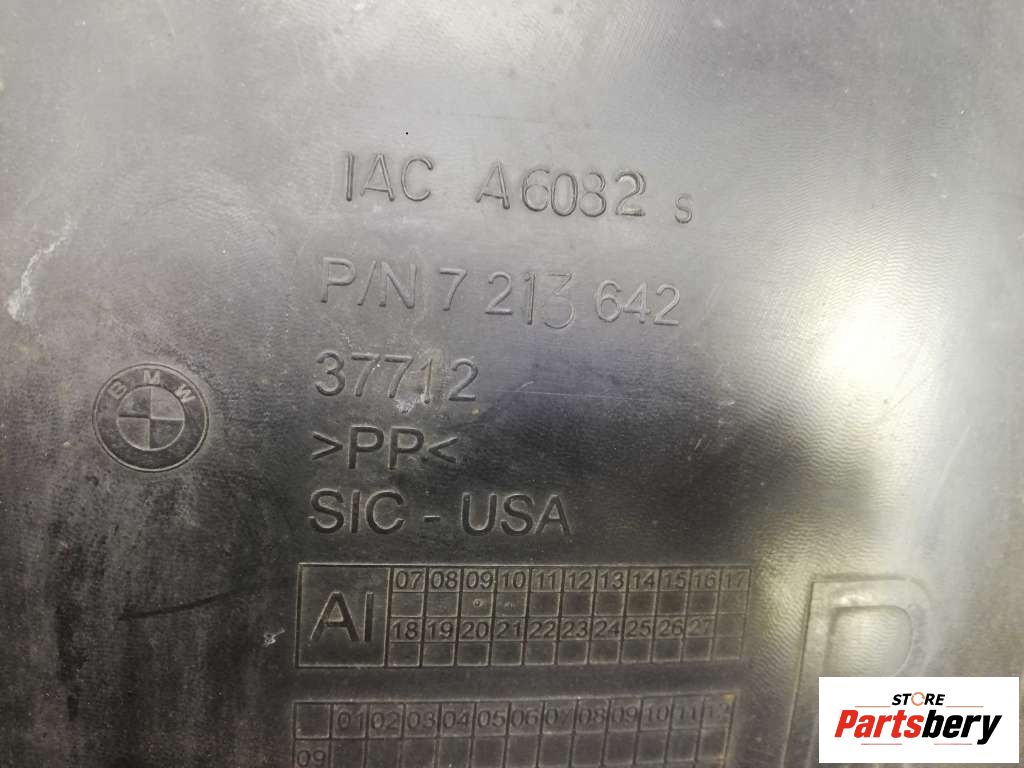 IAC A6082 S
P/N 7 213 642
37712
BMW
>PP<
SIC - USA
AI
07 08 09 10 11 12 13 14 15 16 17
18 19 20 21 22 23 24 25 26 27
01 02 03 04 05 06 07 08 09 10 11 12
09
STORE
Partsbery